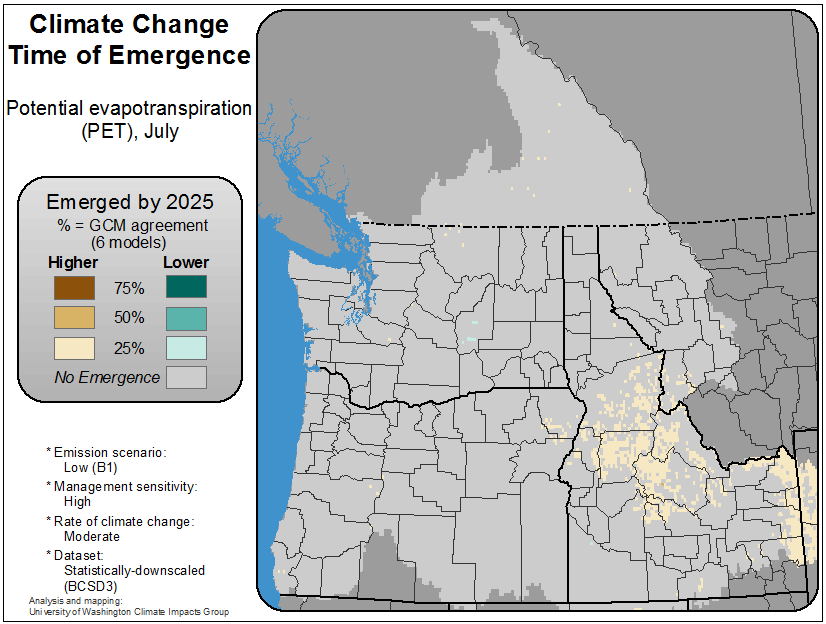 Climate Change
Time of Emergence
Potential evapotranspiration
(PET), July
Emerged by 2025
% = GCM agreement
(6 models)
Higher Lower
75%
50%
25%
No Emergence
* Emission scenario:
Low (B1)
* Management sensitivity:
High
* Rate of climate change:
Moderate
* Dataset:
Statistically-downscaled
(BCSD3)
Analysis and mapping:
University of Washington Climate Impacts Group